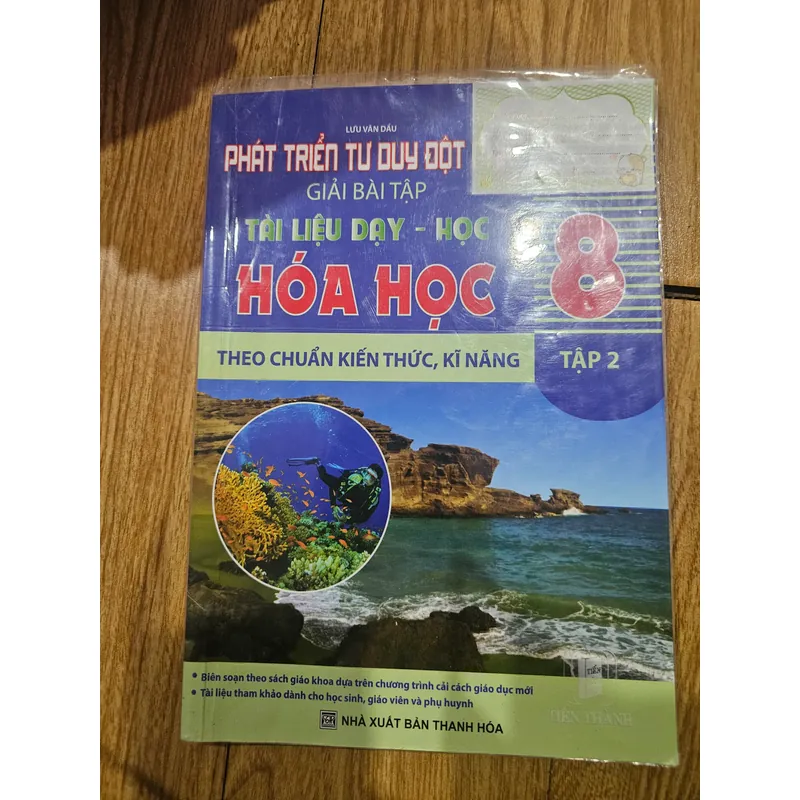 LƯU VĂN DẦU
PHÁT TRIỂN TƯ DUY ĐỘT
GIẢI BÀI TẬP
TÀI LIỆU DẠY - HỌC
HÓA HỌC
8
THEO CHUẨN KIẾN THỨC, KĨ NĂNG
TẬP 2
• Biên soạn theo sách giáo khoa dựa trên chương trình cải cách giáo dục mới
• Tài liệu tham khảo dành cho học sinh, giáo viên và phụ huynh
NHÀ XUẤT BẢN THANH HÓA
TIẾN THÀNH